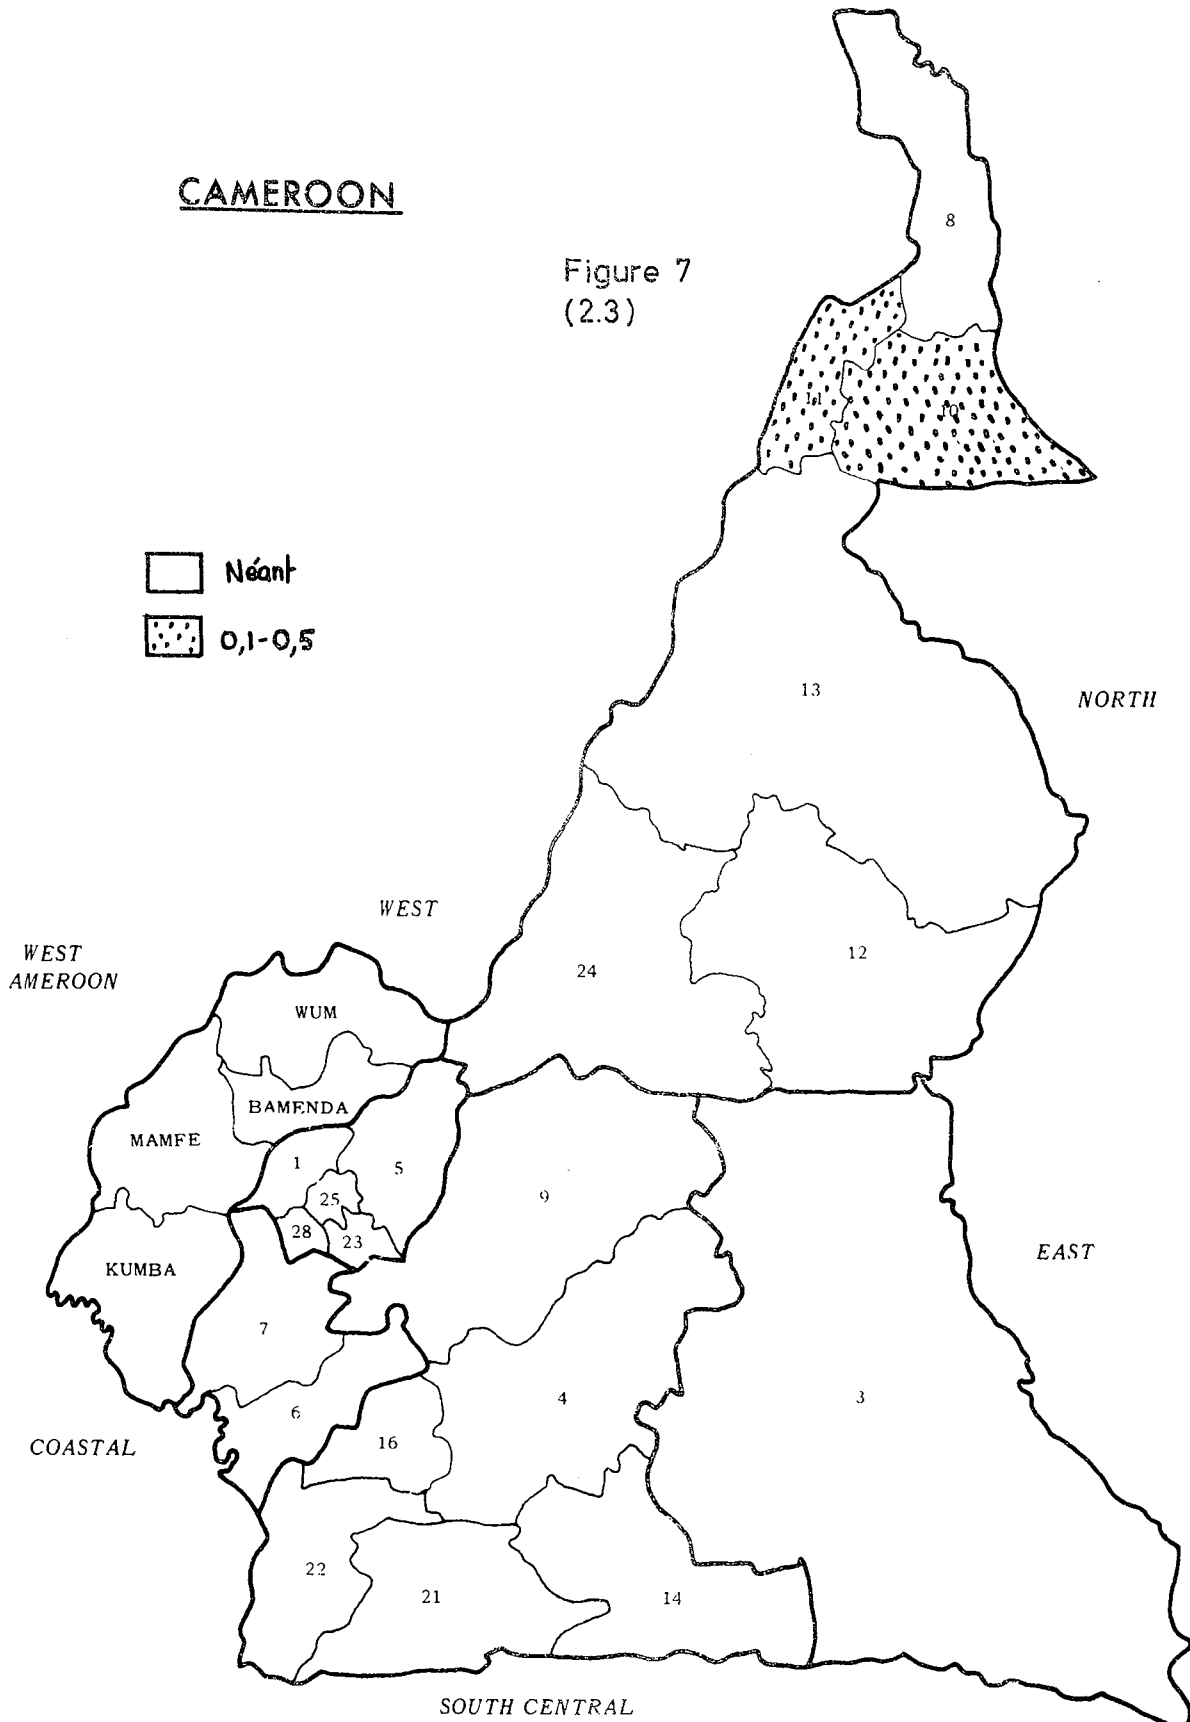 CAMEROON
Figure 7
(2.3)
8
11
10
Néant
0,1-0,5
13
NORTH
WEST
WEST
AMEROON
24
12
WUM
BAMENDA
MAMFE
1
5
25
9
28
23
KUMBA
EAST
7
6
4
3
COASTAL
16
22
21
14
SOUTH CENTRAL